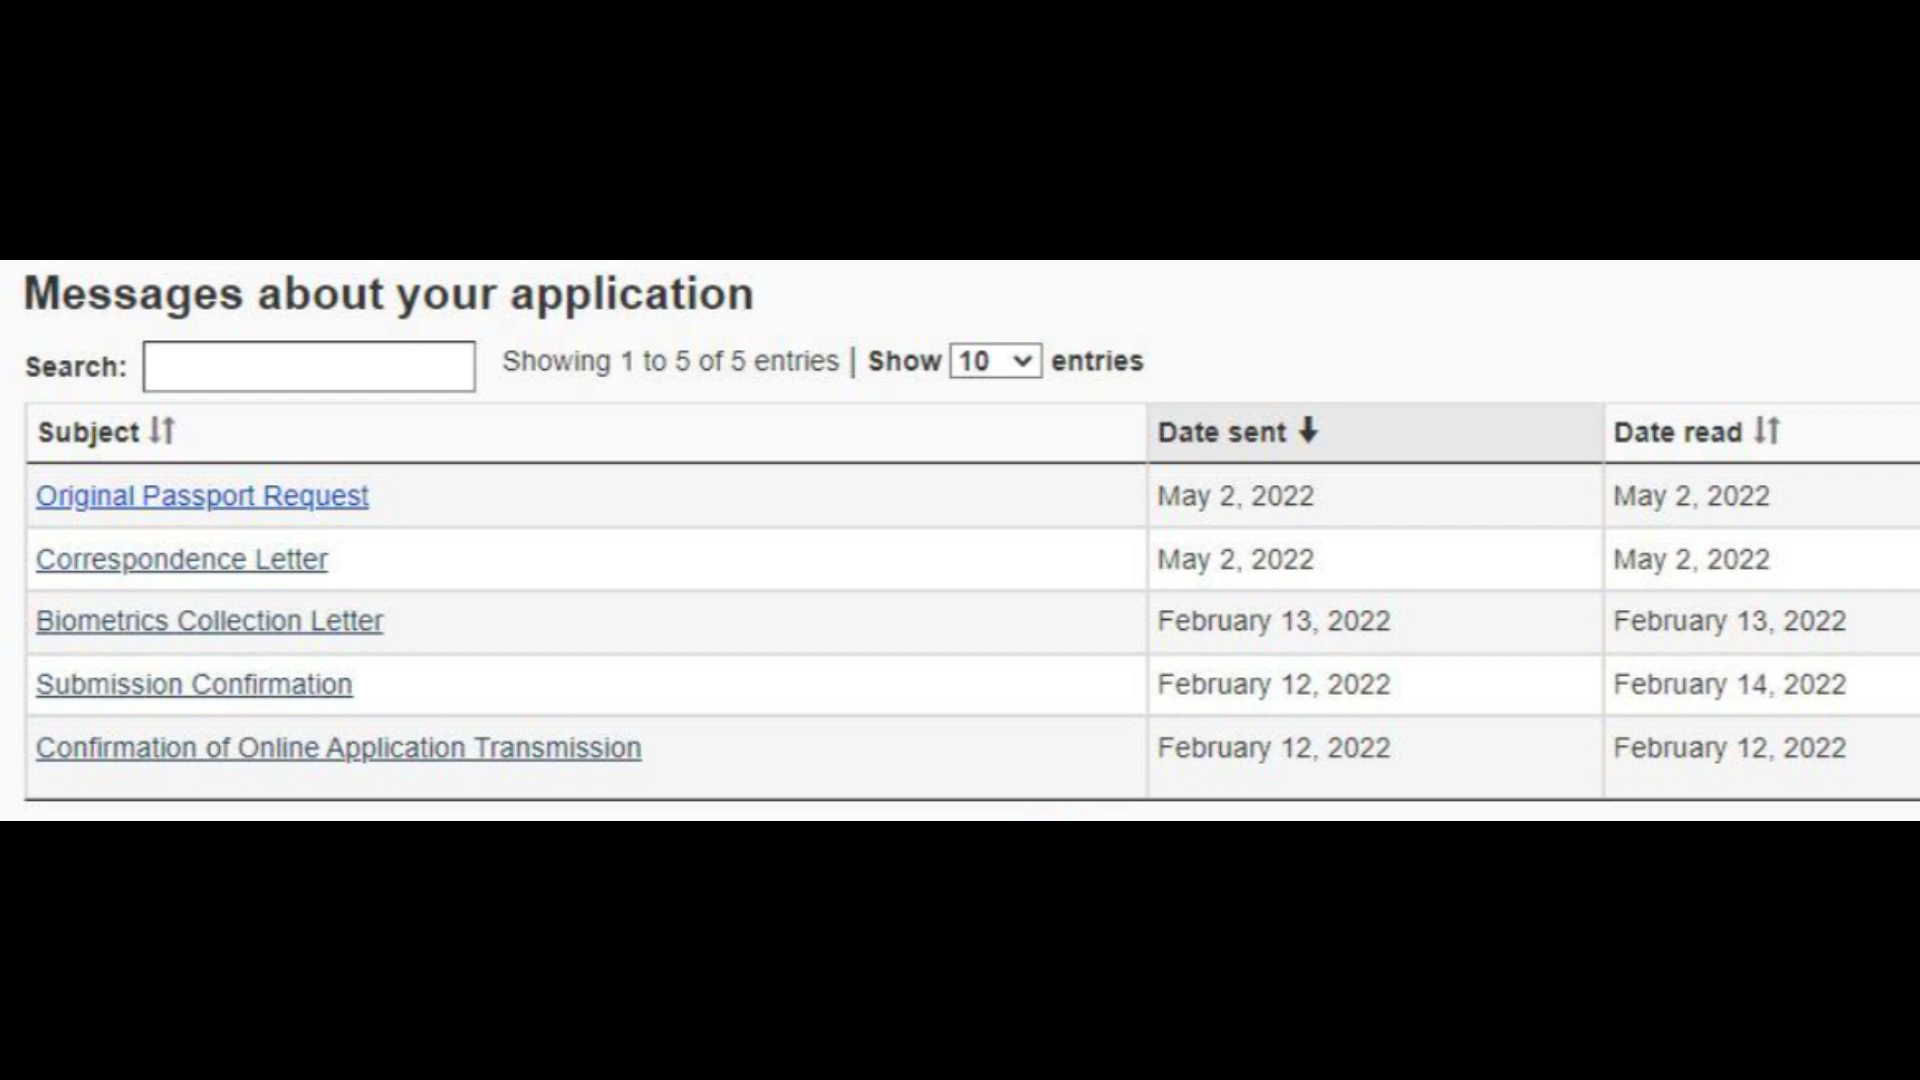 Messages about your application
Search: Showing 1 to 5 of 5 entries | Show 10 entries
Subject Date sent Date read
Original Passport Request May 2, 2022 May 2, 2022
Correspondence Letter May 2, 2022 May 2, 2022
Biometrics Collection Letter February 13, 2022 February 13, 2022
Submission Confirmation February 12, 2022 February 14, 2022
Confirmation of Online Application Transmission February 12, 2022 February 12, 2022